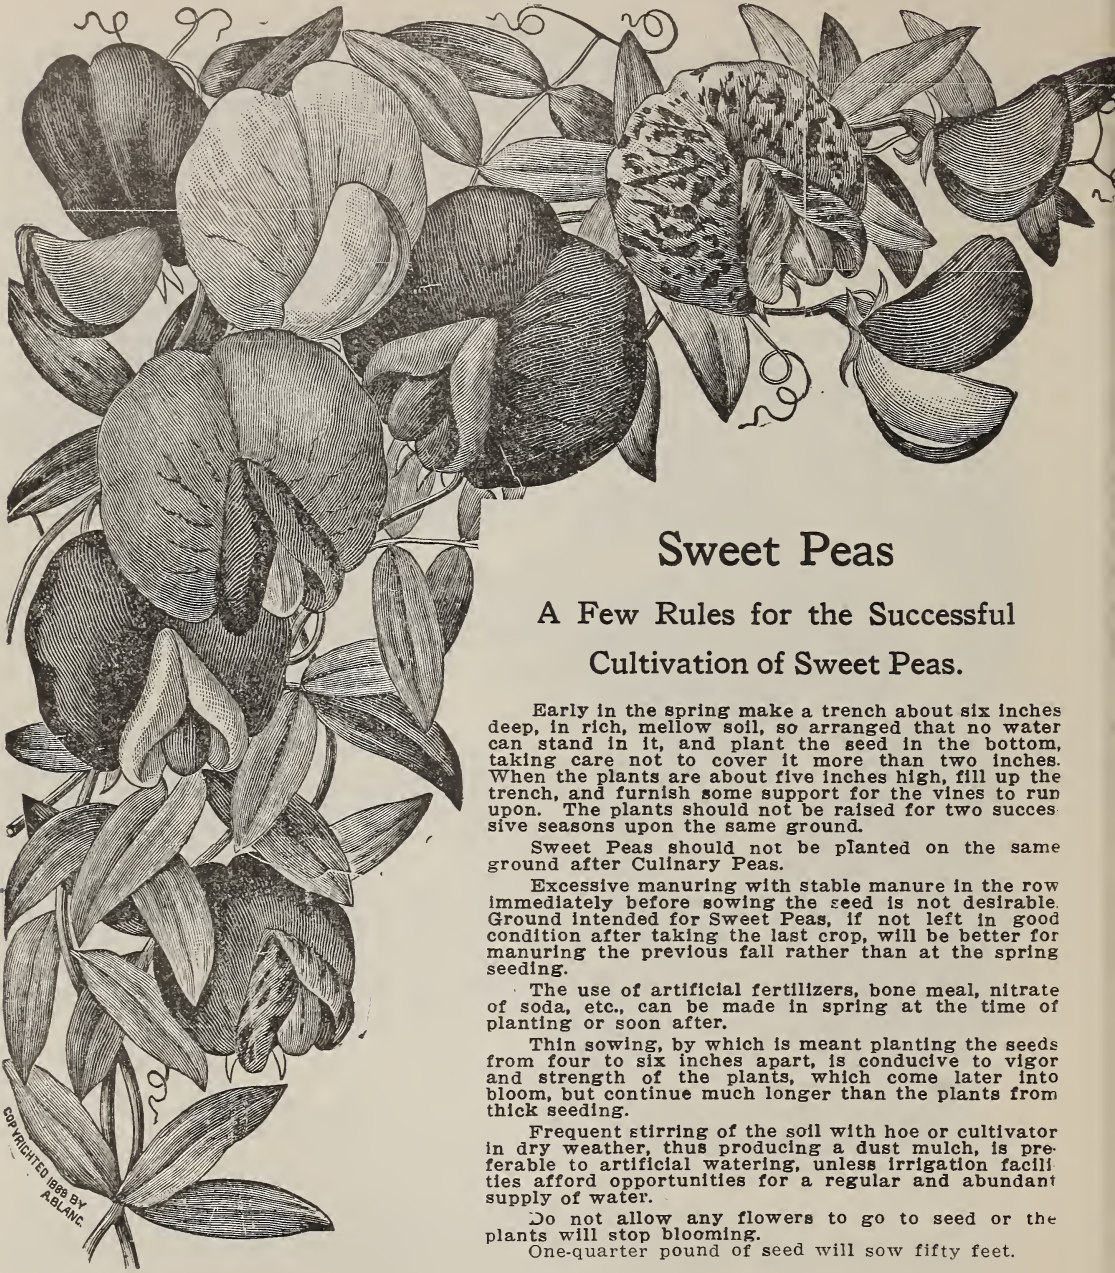 Sweet Peas
A Few Rules for the Successful
Cultivation of Sweet Peas.
Early in the spring make a trench about six inches
deep, in rich, mellow soil, so arranged that no water
can stand in it, and plant the seed in the bottom,
taking care not to cover it more than two inches.
When the plants are about five inches high, fill up the
trench, and furnish some support for the vines to run
upon. The plants should not be raised for two succes
sive seasons upon the same ground.
Sweet Peas should not be planted on the same
ground after Culinary Peas.
Excessive manuring with stable manure in the row
immediately before sowing the seed is not desirable.
Ground intended for Sweet Peas, if not left in good
condition after taking the last crop, will be better for
manuring the previous fall rather than at the spring
seeding.
The use of artificial fertilizers, bone meal, nitrate
of soda, etc., can be made in spring at the time of
planting or soon after.
Thin sowing, by which is meant planting the seeds
from four to six inches apart, is conducive to vigor
and strength of the plants, which come later into
bloom, but continue much longer than the plants from
thick seeding.
Frequent stirring of the soil with hoe or cultivator
in dry weather, thus producing a dust mulch, is pre-
ferable to artificial watering, unless irrigation facili
ties afford opportunities for a regular and abundant
supply of water.
Do not allow any flowers to go to seed or the
plants will stop blooming.
One-quarter pound of seed will sow fifty feet.
COPYRIGHTED 1888 BY
A.BLANC.